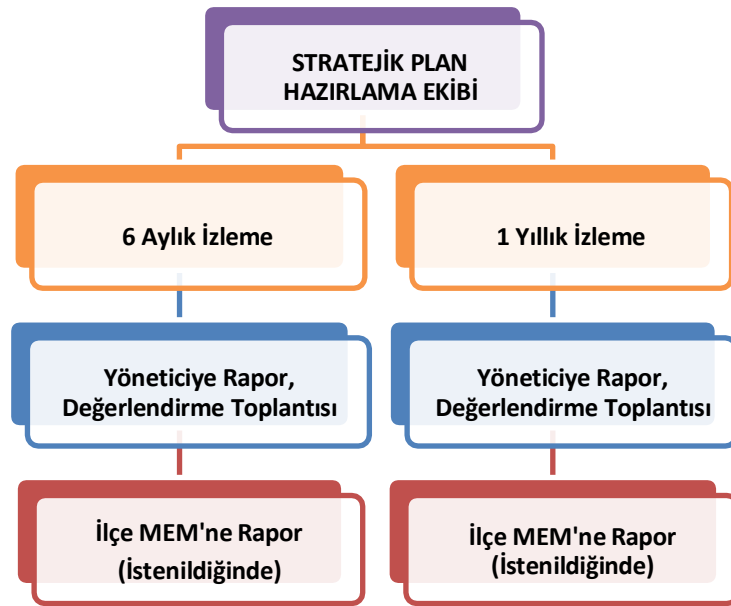 STRATEJİK PLAN
HAZIRLAMA EKİBİ
6 Aylık İzleme
1 Yıllık İzleme
Yöneticiye Rapor,
Değerlendirme Toplantısı
Yöneticiye Rapor,
Değerlendirme Toplantısı
İlçe MEM'ne Rapor
(İstenildiğinde)
İlçe MEM'ne Rapor
(İstenildiğinde)